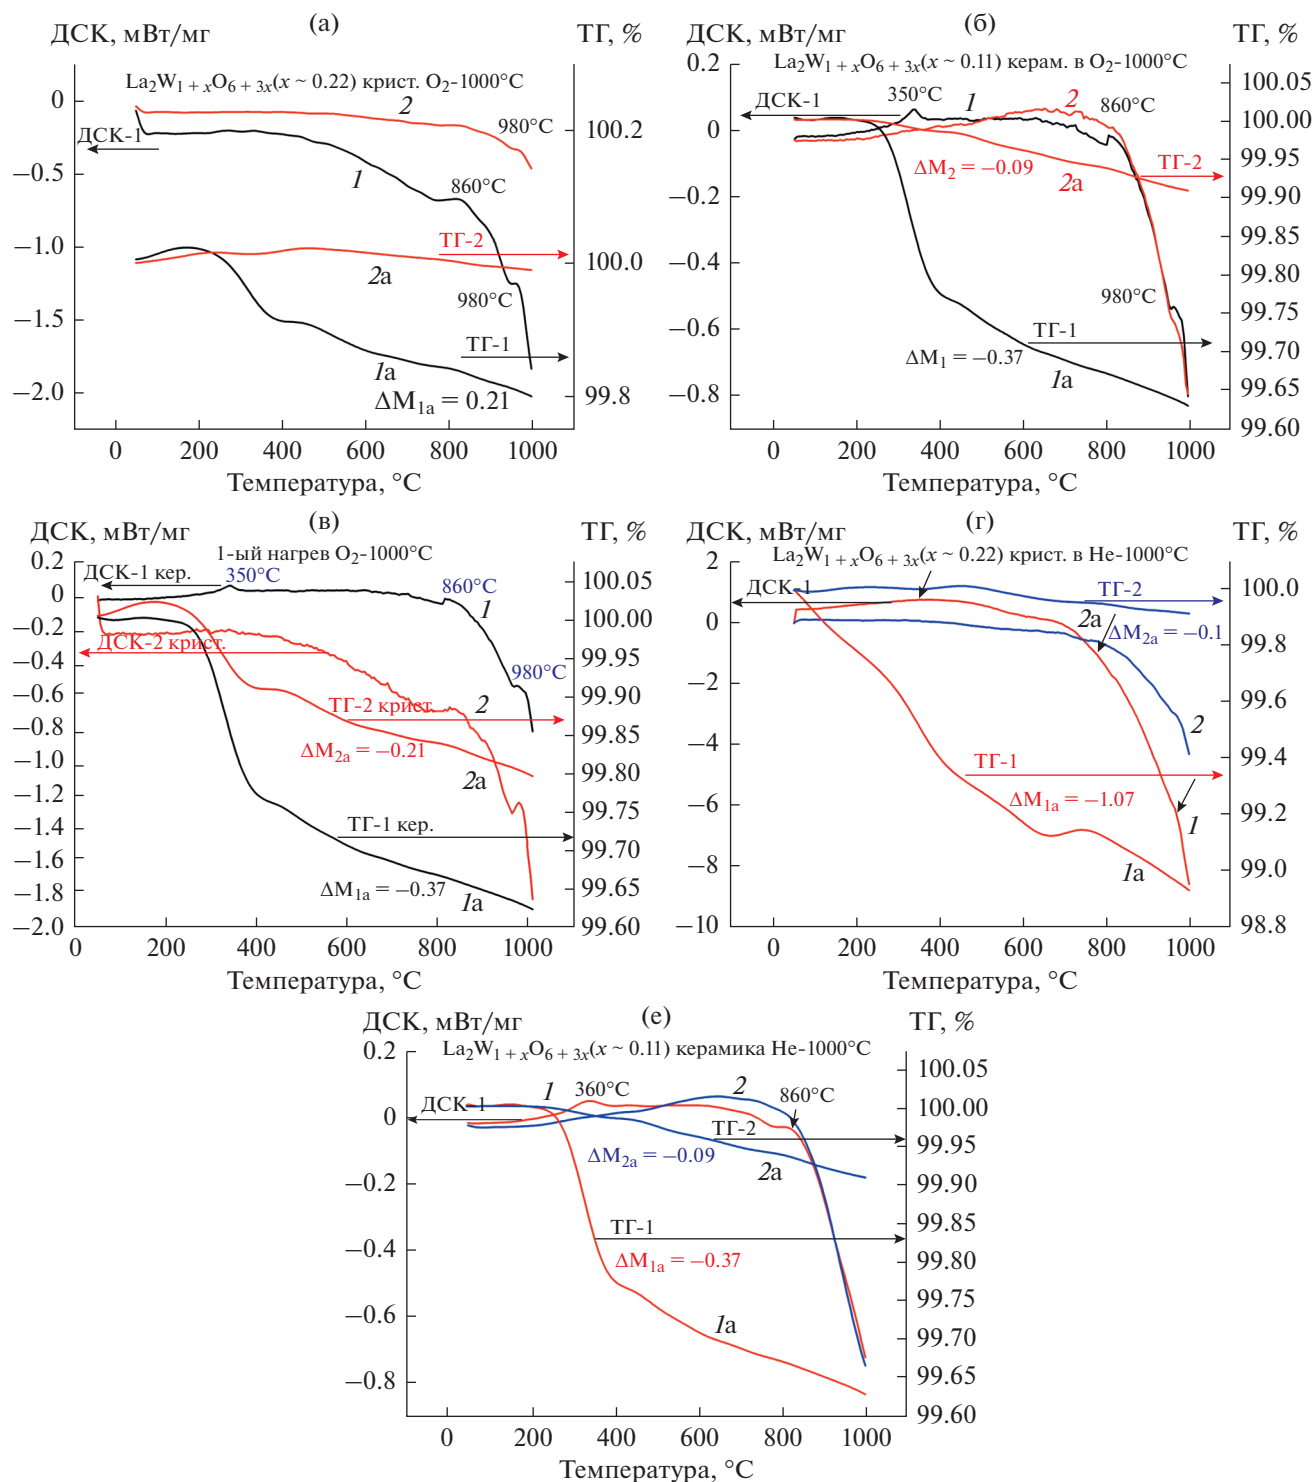 (а)
ДСК, мВт/мг
ТГ, %
La2W1 + xO6 + 3x(x ~ 0.22) крист. O2-1000°C
0
−0.5
−1.0
−1.5
−2.0
100.2
100.0
99.8
ДСК-1
2
980°C
1
860°C
ТГ-2
2а
980°C
ТГ-1
1а
ΔM1a = 0.21
0 200 400 600 800 1000
Температура, °C
(б)
ДСК, мВт/мг
ТГ, %
La2W1 + xO6 + 3x(x ~ 0.11) керам. в O2-1000°C
0.2
0
−0.2
−0.4
−0.6
−0.8
100.05
100.00
99.95
99.90
99.85
99.80
99.75
99.70
99.65
99.60
ДСК-1
350°C
1
2
860°C
ΔM2 = −0.09
2а
ТГ-2
980°C
ТГ-1
ΔM1 = −0.37
1а
0 200 400 600 800 1000
Температура, °C
(в)
ДСК, мВт/мг
ТГ, %
1-ый нагрев O2-1000°C
0.2
0
−0.2
−0.4
−0.6
−0.8
−1.0
−1.2
−1.4
−1.6
−1.8
−2.0
100.05
100.00
99.95
99.90
99.85
99.80
99.75
99.70
99.65
99.60
ДСК-1 кер.
350°C
860°C
1
ДСК-2 крист.
980°C
ТГ-2 крист.
2
ΔM2a = −0.21
2а
ТГ-1 кер.
ΔM1a = −0.37
1а
0 200 400 600 800 1000
Температура, °C
(г)
ДСК, мВт/мг
ТГ, %
La2W1 + xO6 + 3x(x ~ 0.22) крист. в He-1000°C
2
0
−2
−4
−6
−8
−10
100.0
99.8
99.6
99.4
99.2
99.0
98.8
ДСК-1
ТГ-2
2а
ΔM2a = −0.1
2
ТГ-1
ΔM1a = −1.07
1
1а
0 200 400 600 800 1000
Температура, °C
(е)
ДСК, мВт/мг
ТГ, %
La2W1 + xO6 + 3x(x ~ 0.11) керамика He-1000°C
0.2
0
−0.2
−0.4
−0.6
−0.8
100.05
100.00
99.95
99.90
99.85
99.80
99.75
99.70
99.65
99.60
ДСК-1
1
360°C
2
860°C
ТГ-2
ΔM2a = −0.09
2а
ТГ-1
ΔM1a = −0.37
1а
0 200 400 600 800 1000
Температура, °C